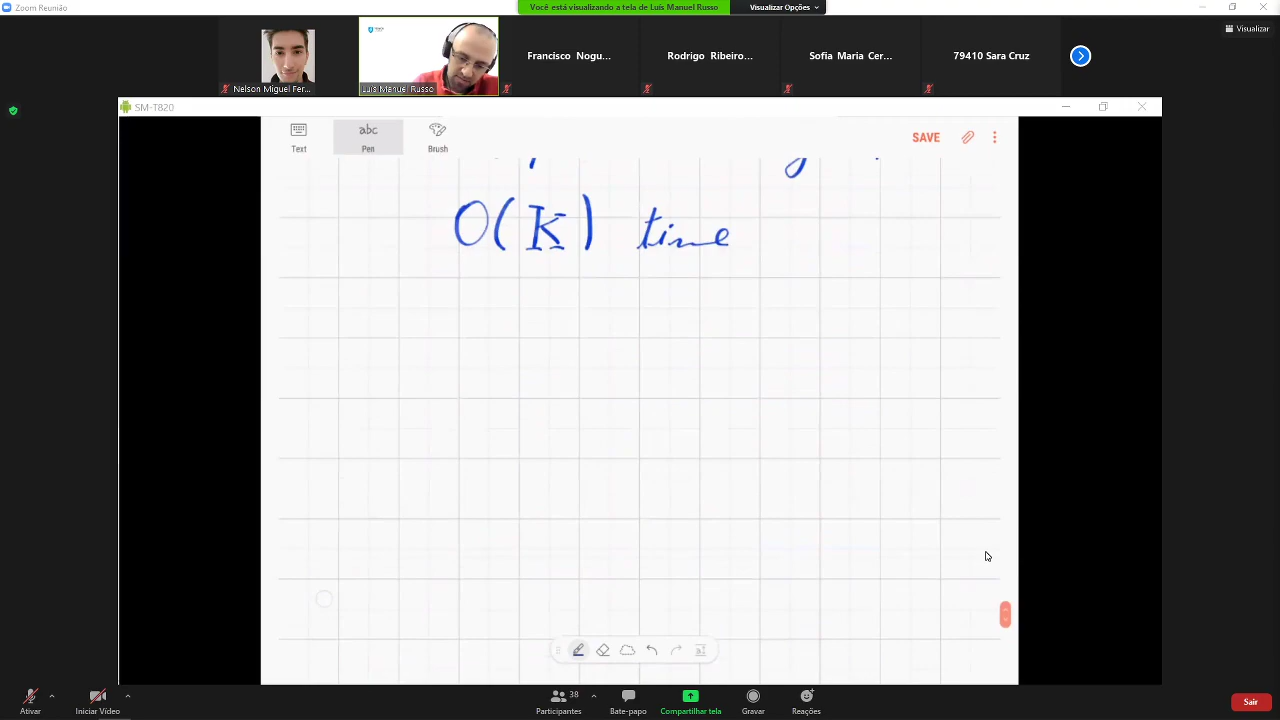 Zoom Reunião
Você está visualizando a tela de Luís Manuel Russo
Visualizar Opções
Visualizar
Nelson Miguel Fer...
Luís Manuel Russo
Francisco Nogu...
Rodrigo Ribeiro...
Sofia Maria Cer...
79410 Sara Cruz
SM-T820
abc
Text
Pen
Brush
SAVE
O(K) time
Ativar
Iniciar Vídeo
38
Participantes
Bate-papo
Compartilhar tela
Gravar
Reações
Sair